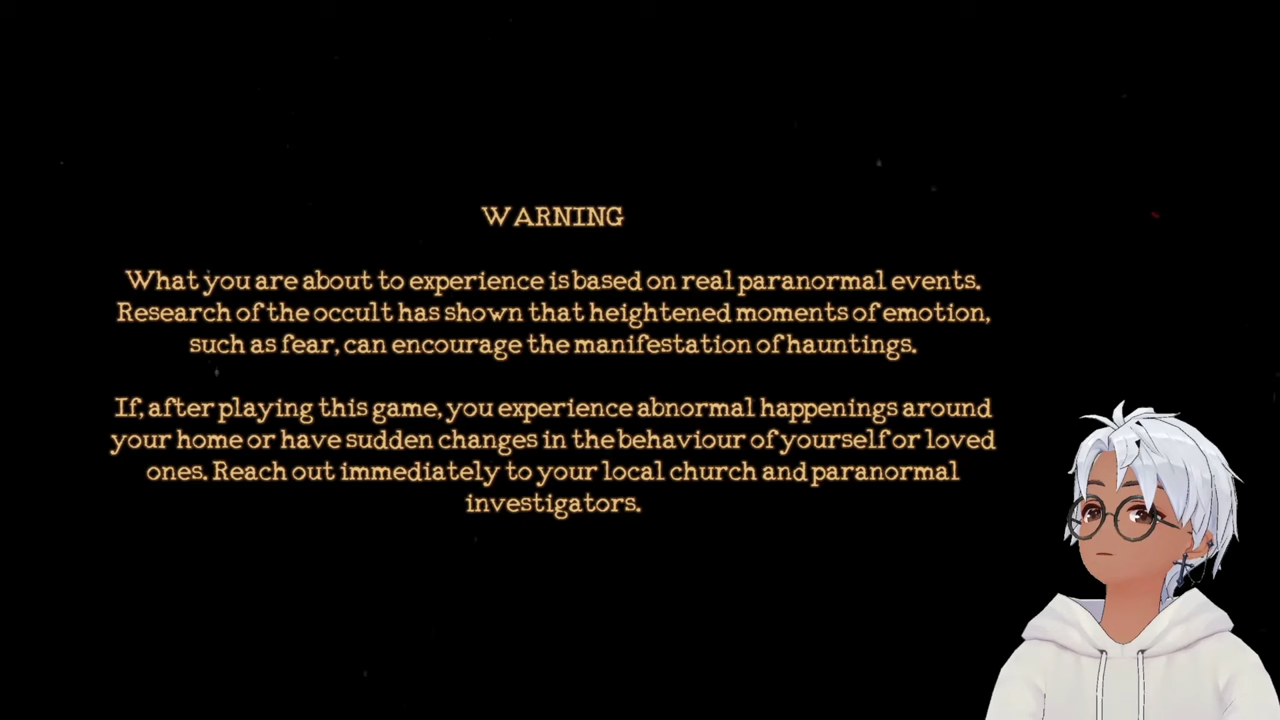 WARNING
What you are about to experience is based on real paranormal events.
Research of the occult has shown that heightened moments of emotion,
such as fear, can encourage the manifestation of hauntings.
If, after playing this game, you experience abnormal happenings around
your home or have sudden changes in the behaviour of yourself or loved
ones. Reach out immediately to your local church and paranormal
investigators.